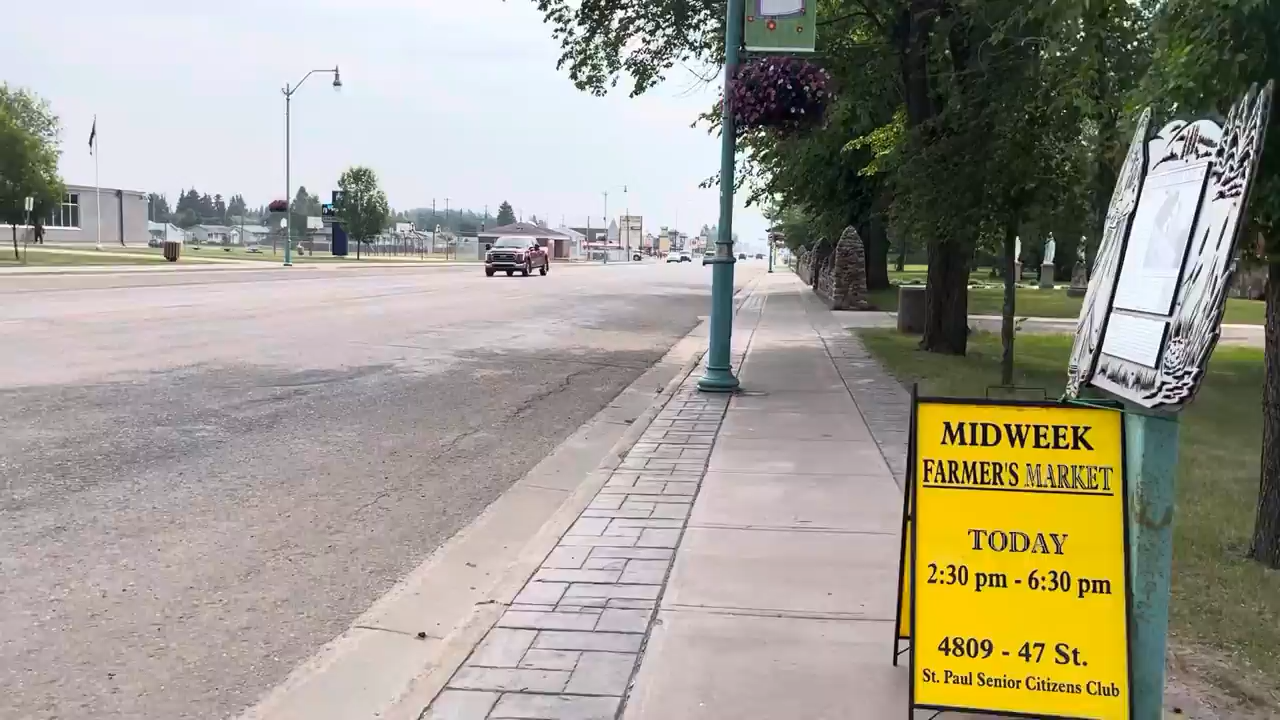 MIDWEEK
FARMER'S MARKET
TODAY
2:30 pm - 6:30 pm
4809 - 47 St.
St. Paul Senior Citizens Club